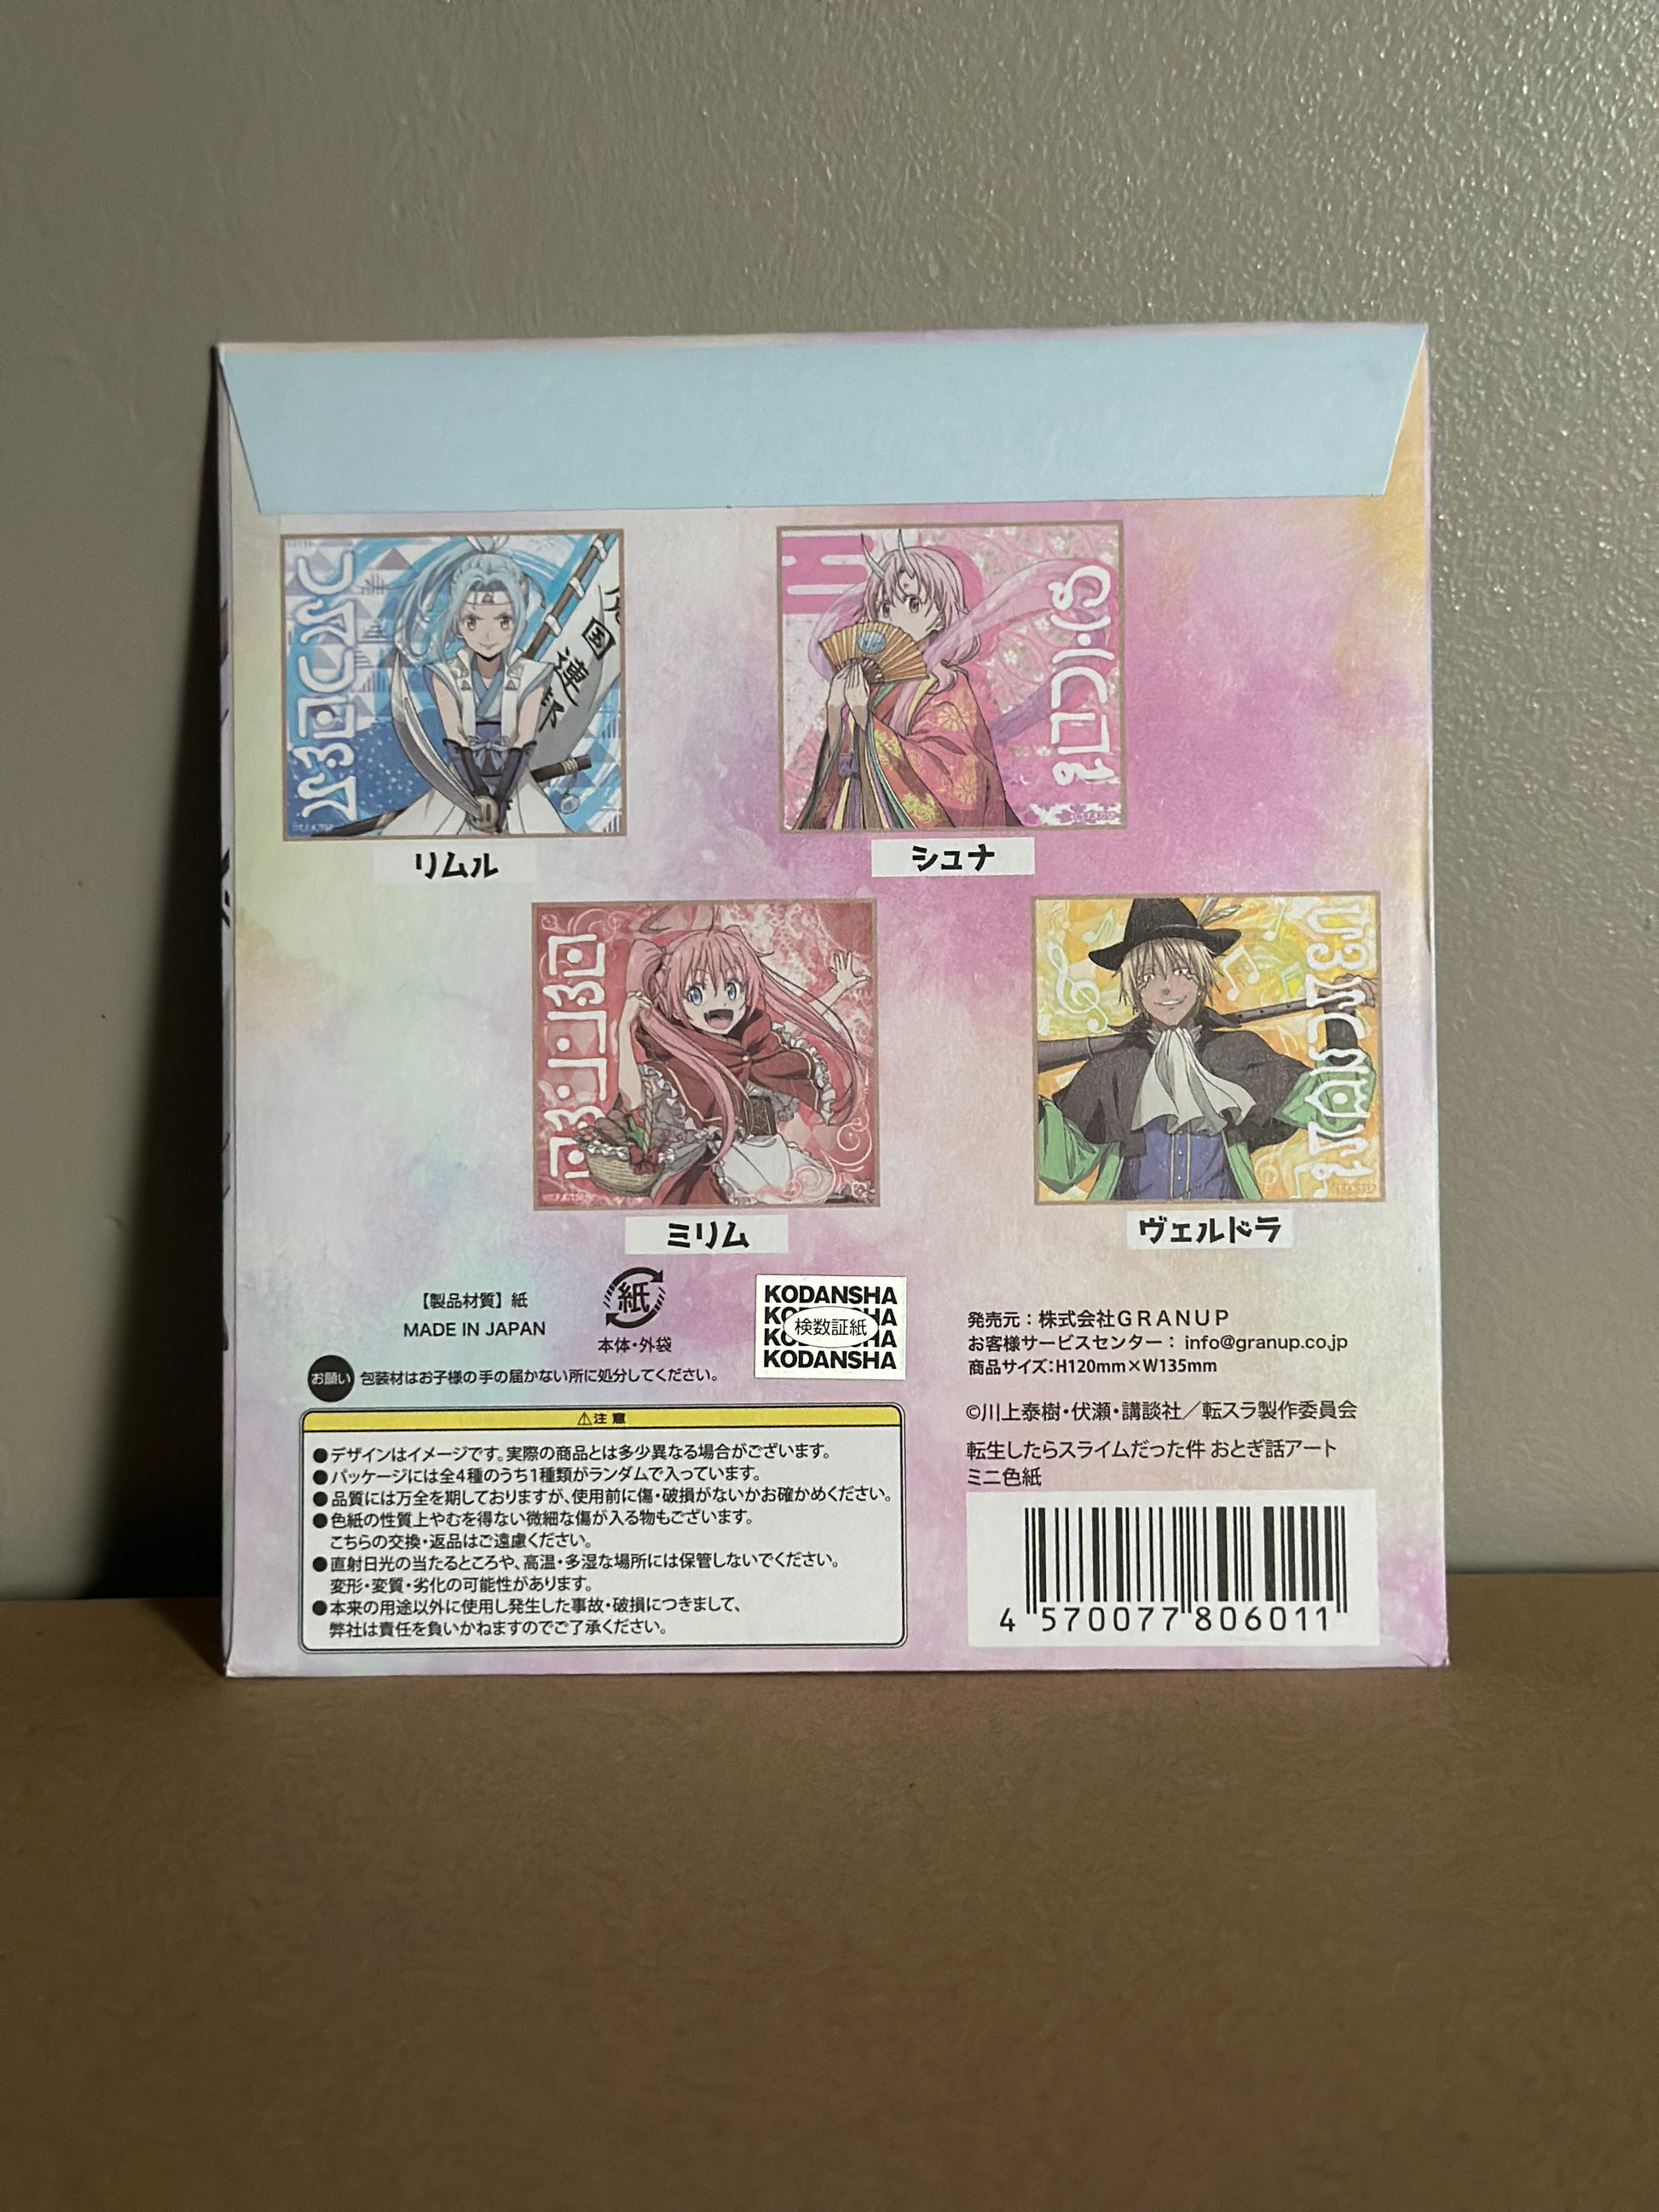 国
連
邦
リムル
シュナ
ミリム
ヴェルドラ
【製品材質】紙
MADE IN JAPAN
紙
本体・外袋
KODANSHA
KODANSHA
検数証紙
KODANSHA
KODANSHA
お願い 包装材はお子様の手の届かない所に処分してください。
⚠注意
●デザインはイメージです。実際の商品とは多少異なる場合がございます。
●パッケージには全4種のうち1種類がランダムで入っています。
●品質には万全を期しておりますが、使用前に傷・破損がないかお確かめください。
●色紙の性質上やむを得ない微細な傷が入る物もございます。
こちらの交換・返品はご遠慮ください。
●直射日光の当たるところや、高温・多湿な場所には保管しないでください。
変形・変質・劣化の可能性があります。
●本来の用途以外に使用し発生した事故・破損につきまして、
弊社は責任を負いかねますのでご了承ください。
発売元：株式会社GRANUP
お客様サービスセンター：info@granup.co.jp
商品サイズ：H120mm×W135mm
©川上泰樹・伏瀬・講談社／転スラ製作委員会
転生したらスライムだった件 おとぎ話アート
ミニ色紙
4 570077 806011